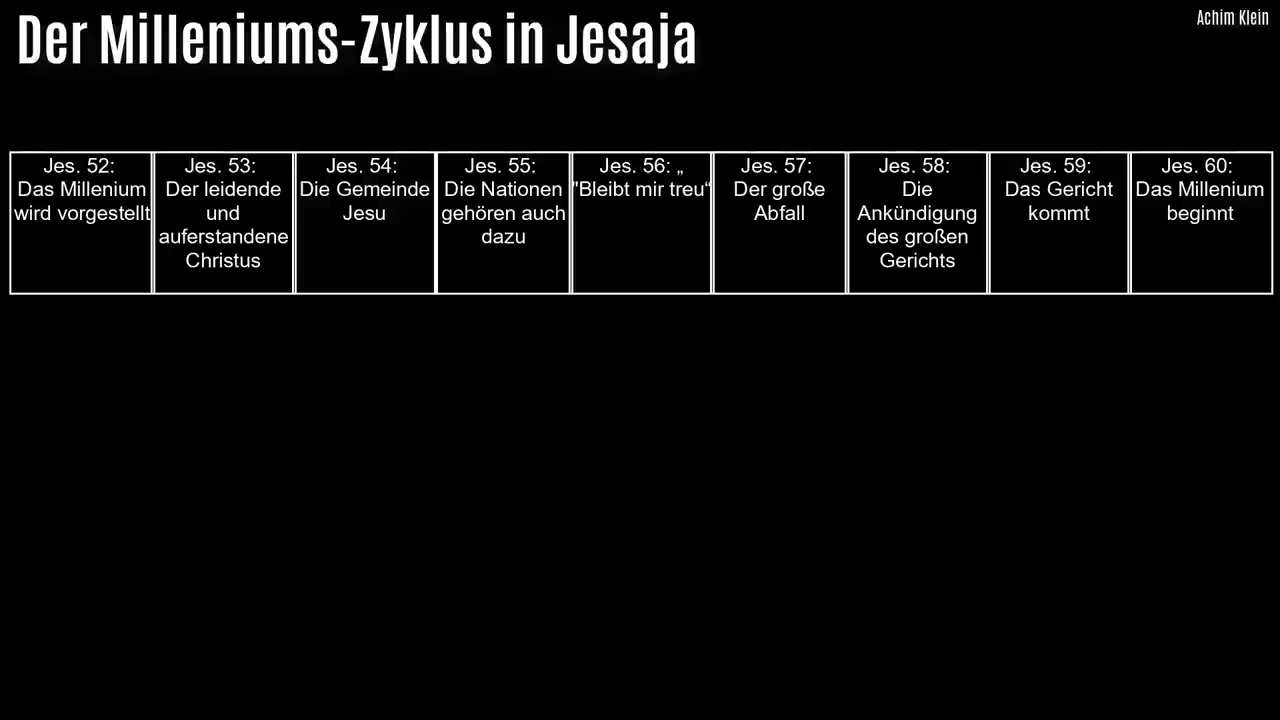 Der Milleniums-Zyklus in Jesaja
Achim Klein
Jes. 52:
Das Millenium
wird vorgestellt
Jes. 53:
Der leidende
und
auferstandene
Christus
Jes. 54:
Die Gemeinde
Jesu
Jes. 55:
Die Nationen
gehören auch
dazu
Jes. 56: „
"Bleibt mir treu“
Jes. 57:
Der große
Abfall
Jes. 58:
Die
Ankündigung
des großen
Gerichts
Jes. 59:
Das Gericht
kommt
Jes. 60:
Das Millenium
beginnt